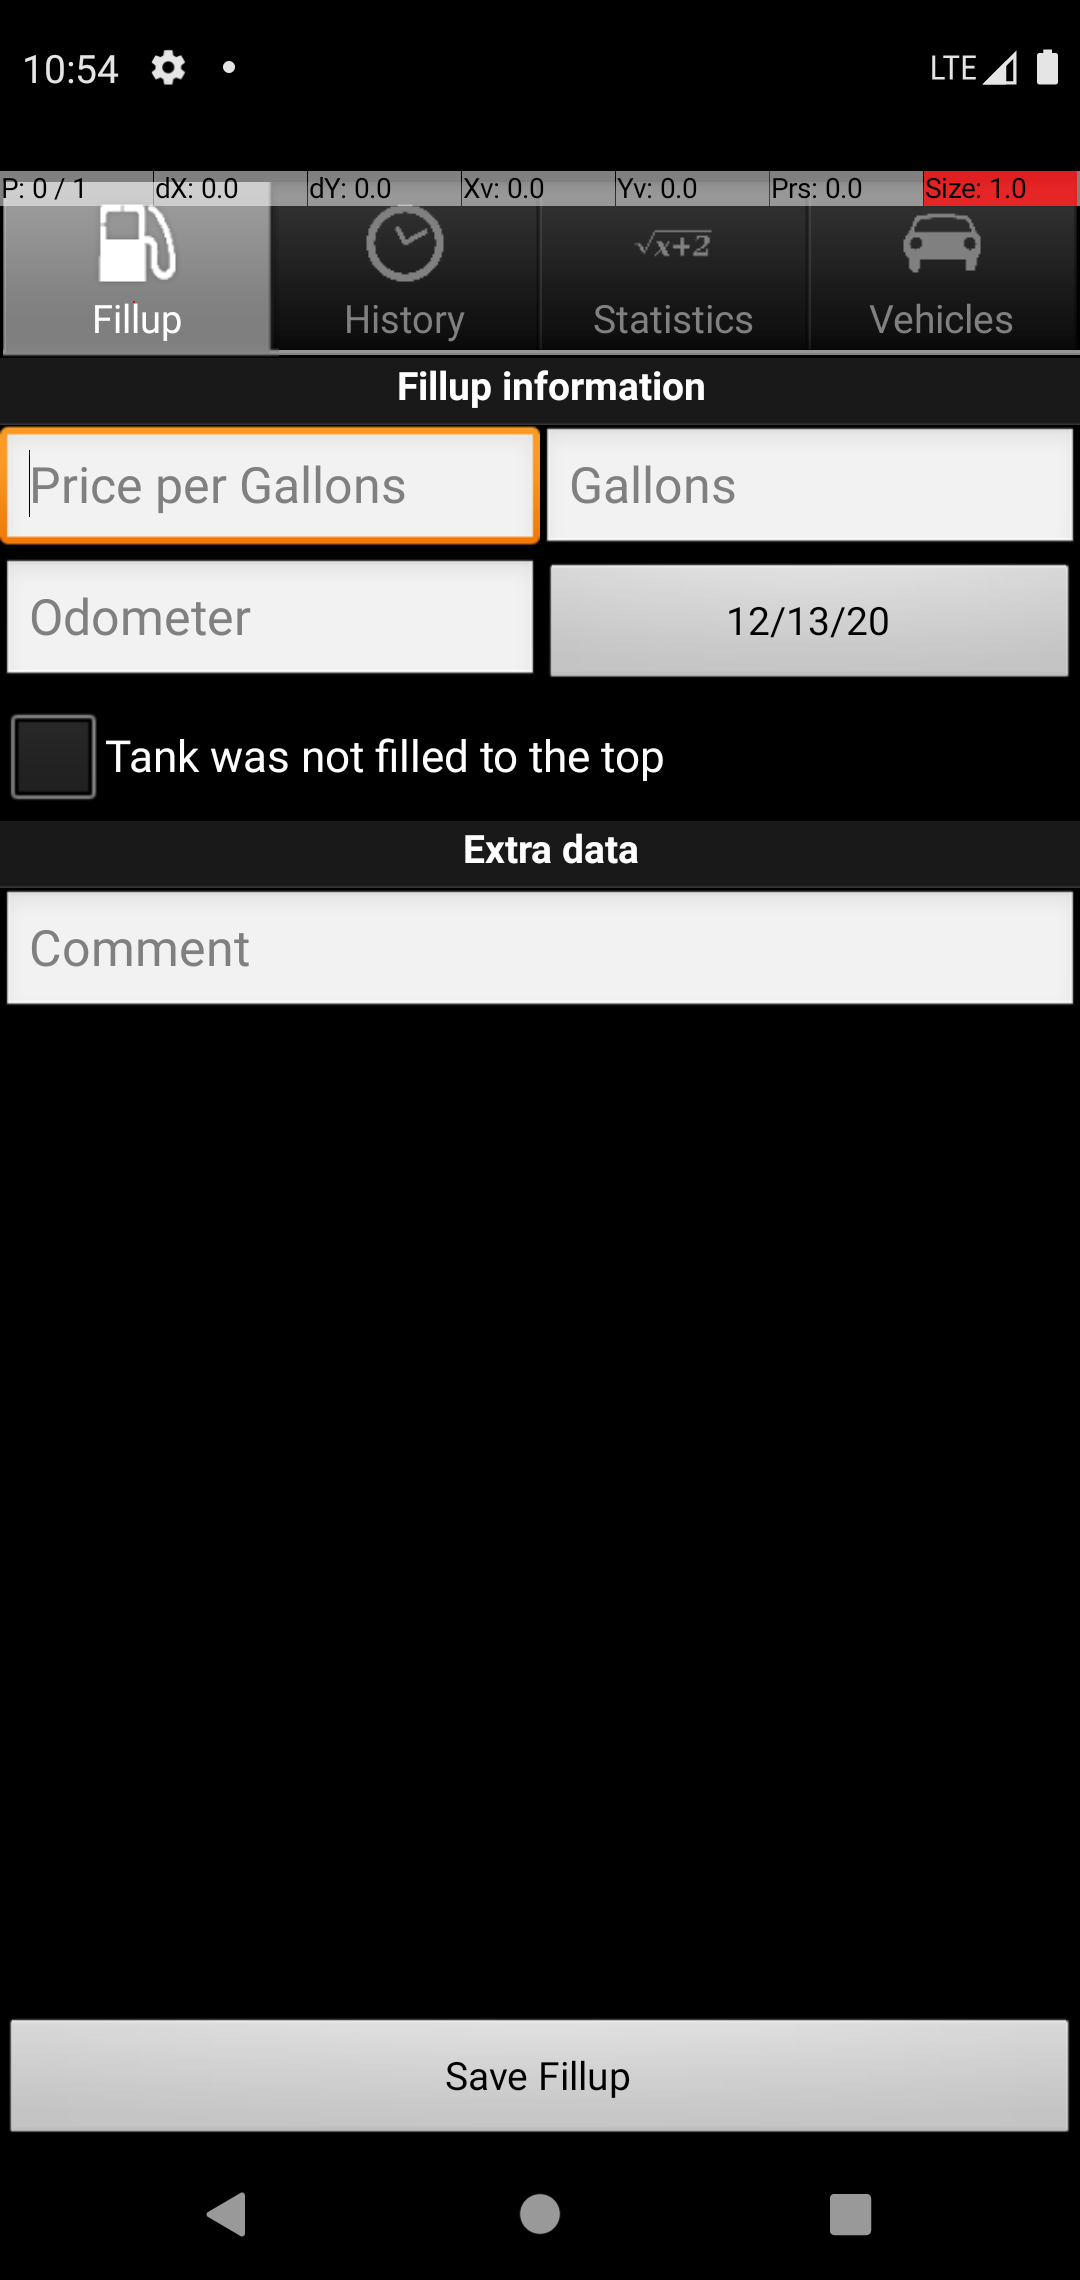 10:54
LTE
P: 0 / 1 dX: 0.0 dY: 0.0 Xv: 0.0 Yv: 0.0 Prs: 0.0 Size: 1.0
√x+2
Fillup History Statistics Vehicles
Fillup information
Price per Gallons Gallons
Odometer 12/13/20
Tank was not filled to the top
Extra data
Comment
Save Fillup